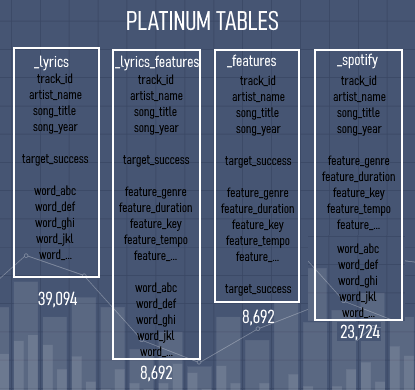 PLATINUM TABLES
_lyrics
track_id
artist_name
song_title
song_year
target_success
word_abc
word_def
word_ghi
word_jkl
word_...
39,094
_lyrics_features
track_id
artist_name
song_title
song_year
target_success
feature_genre
feature_duration
feature_key
feature_tempo
feature_...
word_abc
word_def
word_ghi
word_jkl
word_...
8,692
_features
track_id
artist_name
song_title
song_year
target_success
feature_genre
feature_duration
feature_key
feature_tempo
feature_...
target_success
8,692
_spotify
track_id
artist_name
song_title
song_year
feature_genre
feature_duration
feature_key
feature_tempo
feature_...
word_abc
word_def
word_ghi
word_jkl
word_...
23,724